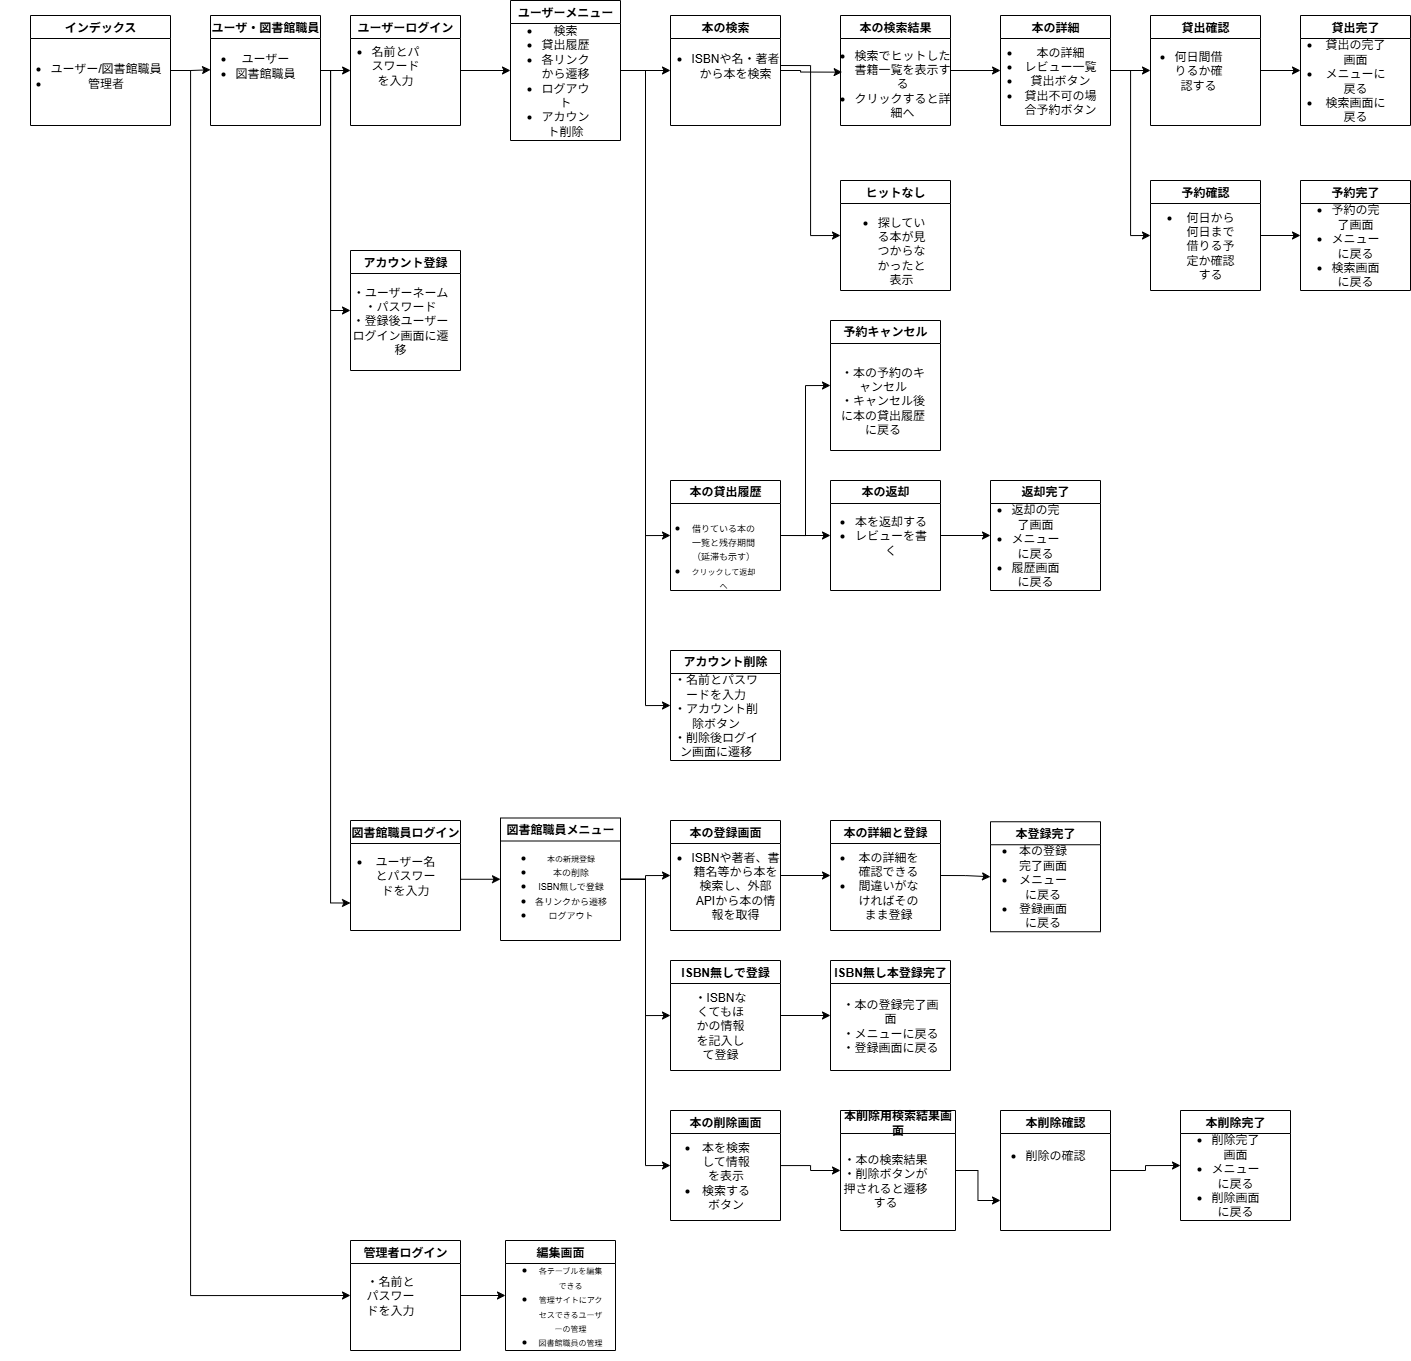 インデックス
• ユーザー/図書館職員
• 管理者
ユーザ・図書館職員
• ユーザー
• 図書館職員
ユーザーログイン
• 名前とパ
スワード
を入力
ユーザーメニュー
• 検索
• 貸出履歴
• 各リンク
から遷移
• ログアウ
ト
• アカウン
ト削除
本の検索
• ISBNや名・著者
から本を検索
本の検索結果
• 検索でヒットした
書籍一覧を表示す
る
• クリックすると詳
細へ
本の詳細
• 本の詳細
• レビュー一覧
• 貸出ボタン
• 貸出不可の場
合予約ボタン
貸出確認
• 何日間借
りるか確
認する
貸出完了
• 貸出の完了
画面
• メニューに
戻る
• 検索画面に
戻る
ヒットなし
• 探してい
る本が見
つからな
かったと
表示
予約確認
• 何日から
何日まで
借りる予
定か確認
する
予約完了
• 予約の完
了画面
• メニュー
に戻る
• 検索画面
に戻る
アカウント登録
・ユーザーネーム
・パスワード
・登録後ユーザー
ログイン画面に遷
移
予約キャンセル
・本の予約のキ
ャンセル
・キャンセル後
に本の貸出履歴
に戻る
本の貸出履歴
• 借りている本の
一覧と残存期間
（延滞も示す）
• クリックして返却
へ
本の返却
• 本を返却する
• レビューを書
く
返却完了
• 返却の完
了画面
• メニュー
に戻る
• 履歴画面
に戻る
アカウント削除
・名前とパスワ
ードを入力
・アカウント削
除ボタン
・削除後ログイ
ン画面に遷移
図書館職員ログイン
• ユーザー名
とパスワー
ドを入力
図書館職員メニュー
• 本の新規登録
• 本の削除
• ISBN無しで登録
• 各リンクから遷移
• ログアウト
本の登録画面
• ISBNや著者、書
籍名等から本を
検索し、外部
APIから本の情
報を取得
本の詳細と登録
• 本の詳細を
確認できる
• 間違いがな
ければその
まま登録
本登録完了
• 本の登録
完了画面
• メニュー
に戻る
• 登録画面
に戻る
ISBN無しで登録
・ISBNな
くてもほ
かの情報
を記入し
て登録
ISBN無し本登録完了
・本の登録完了画
面
・メニューに戻る
・登録画面に戻る
本の削除画面
• 本を検索
して情報
を表示
• 検索する
ボタン
本削除用検索結果画
面
・本の検索結果
・削除ボタンが
押されると遷移
する
本削除確認
• 削除の確認
本削除完了
• 削除完了
画面
• メニュー
に戻る
• 削除画面
に戻る
管理者ログイン
・名前と
パスワー
ドを入力
編集画面
• 各テーブルを編集
できる
• 管理サイトにアク
セスできるユーザ
ーの管理
• 図書館職員の管理